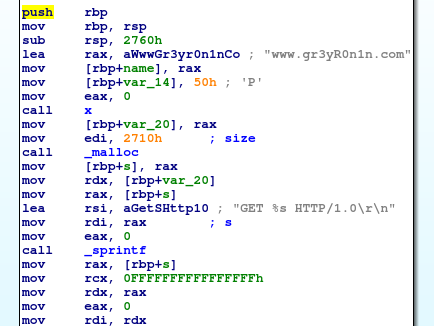 push rbp
mov rbp, rsp
sub rsp, 2760h
lea rax, aWwwGr3yr0n1nCo ; "www.gr3yR0n1n.com"
mov [rbp+name], rax
mov [rbp+var_14], 50h ; 'P'
mov eax, 0
call x
mov [rbp+var_20], rax
mov edi, 2710h ; size
call _malloc
mov [rbp+s], rax
mov rdx, [rbp+var_20]
mov rax, [rbp+s]
lea rsi, aGetSHttp10 ; "GET %s HTTP/1.0\r\n"
mov rdi, rax ; s
mov eax, 0
call _sprintf
mov rax, [rbp+s]
mov rcx, 0FFFFFFFFFFFFFFFFh
mov rdx, rax
mov eax, 0
mov rdi, rdx